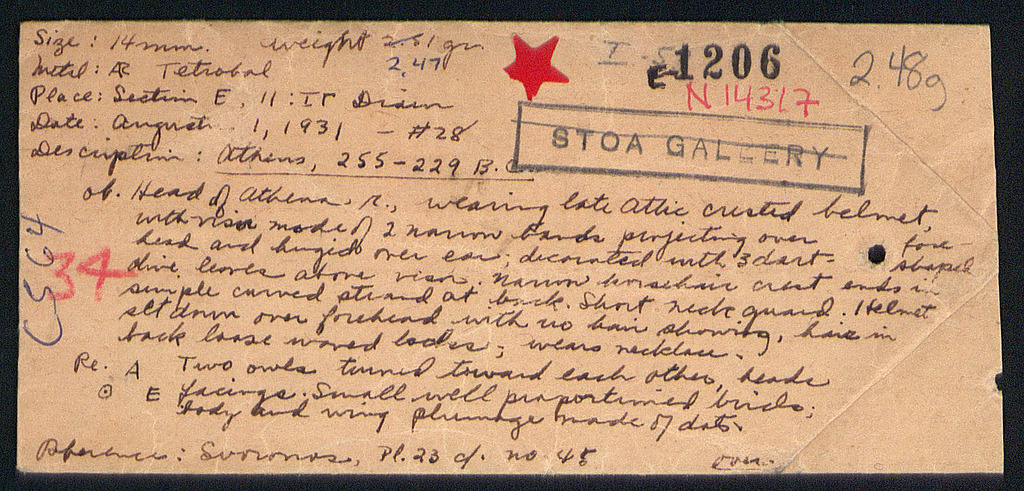 Size: 14 mm. Weight 2.51 gr.
2.47
I
E 1206
2.48g
Metal: AR Tetrobol
N 14317
Place: Section E, 11:
Date: August 1, 1931 - #28
STOA GALLERY
Description: Athens, 255-229 B.C.
ob. Head of Athena, r., wearing late Attic crested helmet,
with visor made of 2 narrow bands projecting over fore-
head and hinged over ear; decorated with 3 dart-shaped
olive leaves above visor. Narrow horsehair crest ends in
simple curved strand at back. Short neck guard. Helmet
set down over forehead with no hair showing, hair in
back loose waved locks; wears necklace.
Re. A Two owls turned toward each other, heads
⊙ E facing. Small well proportioned birds;
body and wing plumage made of dots.
Reference: Svoronos, Pl. 23 cf. no 45
over.
34